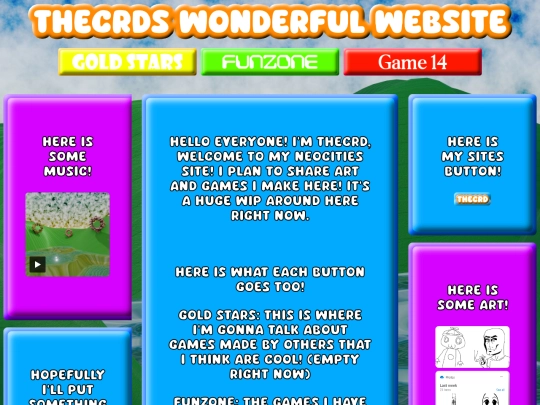 THECRDS WONDERFUL WEBSITE
GOLD STARS
FUNZONE
Game 14
HERE IS
SOME
MUSIC!
HOPEFULLY
I'LL PUT
SOMETHING
HELLO EVERYONE! I'M THECRD,
WELCOME TO MY NEOCITIES
SITE! I PLAN TO SHARE ART
AND GAMES I MAKE HERE! IT'S
A HUGE WIP AROUND HERE
RIGHT NOW.
HERE IS WHAT EACH BUTTON
GOES TOO!
GOLD STARS: THIS IS WHERE
I'M GONNA TALK ABOUT
GAMES MADE BY OTHERS THAT
I THINK ARE COOL! (EMPTY
RIGHT NOW)
FUNZONE: THE GAMES I HAVE
HERE IS
MY SITES
BUTTON!
THECRD
HERE IS
SOME ART!
Last week